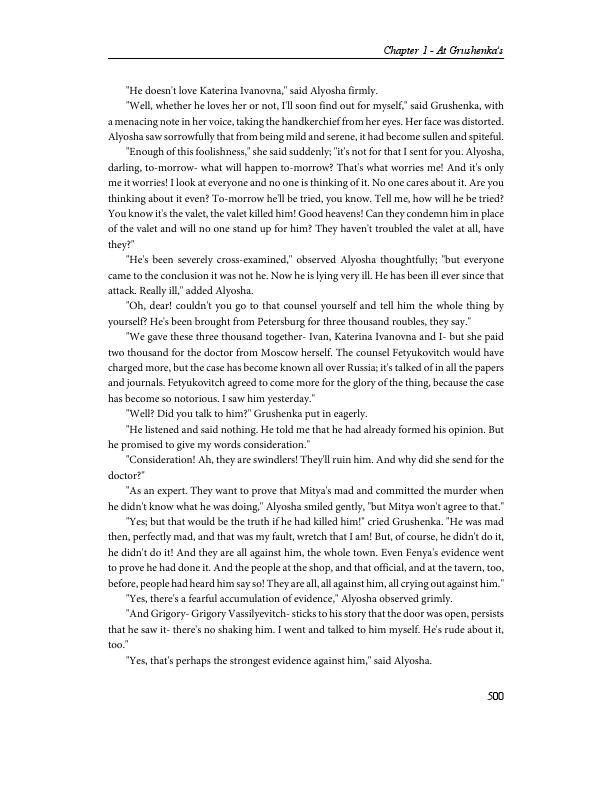 Chapter 1 - At Grushenka's
"He doesn't love Katerina Ivanovna," said Alyosha firmly.
"Well, whether he loves her or not, I'll soon find out for myself," said Grushenka, with
a menacing note in her voice, taking the handkerchief from her eyes. Her face was distorted.
Alyosha saw sorrowfully that from being mild and serene, it had become sullen and spiteful.
"Enough of this foolishness," she said suddenly; "it's not for that I sent for you. Alyosha,
darling, to-morrow- what will happen to-morrow? That's what worries me! And it's only
me it worries! I look at everyone and no one is thinking of it. No one cares about it. Are you
thinking about it even? To-morrow he'll be tried, you know. Tell me, how will he be tried?
You know it's the valet, the valet killed him! Good heavens! Can they condemn him in place
of the valet and will no one stand up for him? They haven't troubled the valet at all, have
they?"
"He's been severely cross-examined," observed Alyosha thoughtfully; "but everyone
came to the conclusion it was not he. Now he is lying very ill. He has been ill ever since that
attack. Really ill," added Alyosha.
"Oh, dear! couldn't you go to that counsel yourself and tell him the whole thing by
yourself? He's been brought from Petersburg for three thousand roubles, they say."
"We gave these three thousand together- Ivan, Katerina Ivanovna and I- but she paid
two thousand for the doctor from Moscow herself. The counsel Fetyukovitch would have
charged more, but the case has become known all over Russia; it's talked of in all the papers
and journals. Fetyukovitch agreed to come more for the glory of the thing, because the case
has become so notorious. I saw him yesterday."
"Well? Did you talk to him?" Grushenka put in eagerly.
"He listened and said nothing. He told me that he had already formed his opinion. But
he promised to give my words consideration."
"Consideration! Ah, they are swindlers! They'll ruin him. And why did she send for the
doctor?"
"As an expert. They want to prove that Mitya's mad and committed the murder when
he didn't know what he was doing," Alyosha smiled gently, "but Mitya won't agree to that."
"Yes; but that would be the truth if he had killed him!" cried Grushenka. "He was mad
then, perfectly mad, and that was my fault, wretch that I am! But, of course, he didn't do it,
he didn't do it! And they are all against him, the whole town. Even Fenya's evidence went
to prove he had done it. And the people at the shop, and that official, and at the tavern, too,
before, people had heard him say so! They are all, all against him, all crying out against him."
"Yes, there's a fearful accumulation of evidence," Alyosha observed grimly.
"And Grigory- Grigory Vassilyevitch- sticks to his story that the door was open, persists
that he saw it- there's no shaking him. I went and talked to him myself. He's rude about it,
too."
"Yes, that's perhaps the strongest evidence against him," said Alyosha.
500